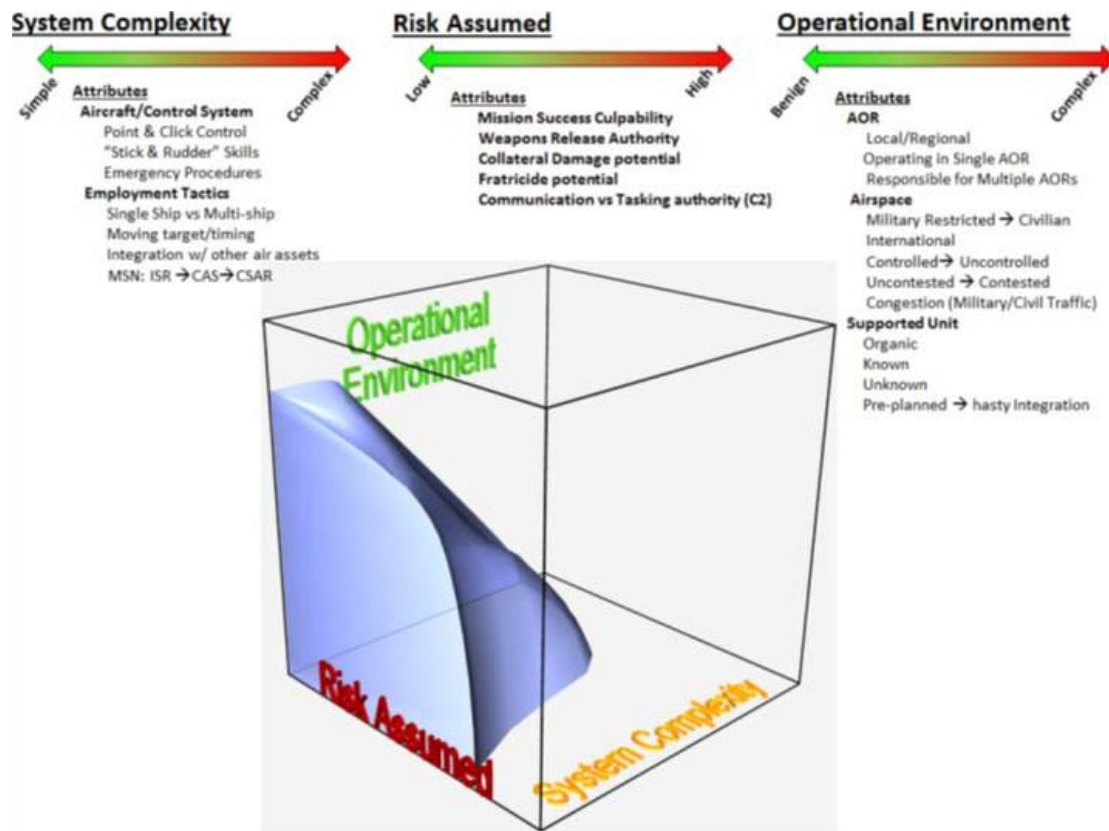 System Complexity
Simple
Complex
Attributes
Aircraft/Control System
Point & Click Control
"Stick & Rudder" Skills
Emergency Procedures
Employment Tactics
Single Ship vs Multi-ship
Moving target/timing
Integration w/ other air assets
MSN: ISR → CAS → CSAR
Risk Assumed
Low
High
Attributes
Mission Success Culpability
Weapons Release Authority
Collateral Damage potential
Fratricide potential
Communication vs Tasking authority (C2)
Operational Environment
Benign
Complex
Attributes
AOR
Local/Regional
Operating in Single AOR
Responsible for Multiple AORs
Airspace
Military Restricted → Civilian
International
Controlled → Uncontrolled
Uncontested → Contested
Congestion (Military/Civil Traffic)
Supported Unit
Organic
Known
Unknown
Pre-planned → hasty Integration
Operational
Environment
Risk Assumed
System Complexity